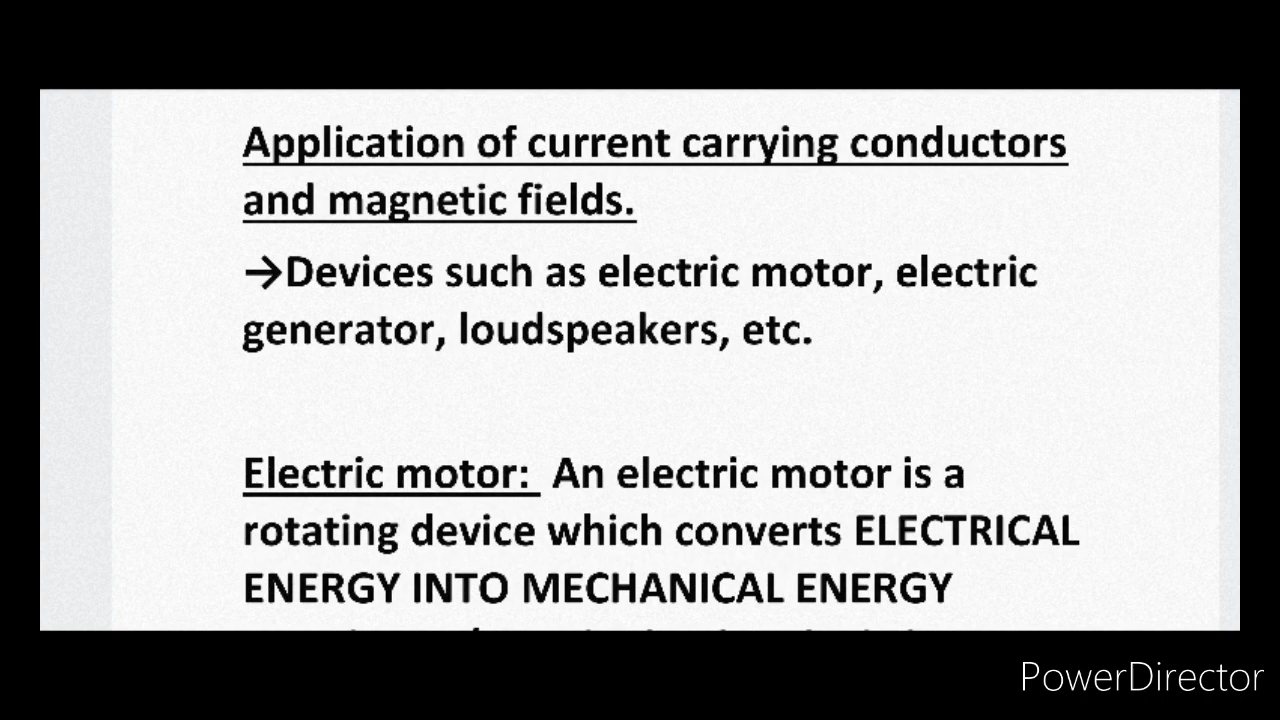 Application of current carrying conductors
and magnetic fields.
→Devices such as electric motor, electric
generator, loudspeakers, etc.
Electric motor: An electric motor is a
rotating device which converts ELECTRICAL
ENERGY INTO MECHANICAL ENERGY
PowerDirector